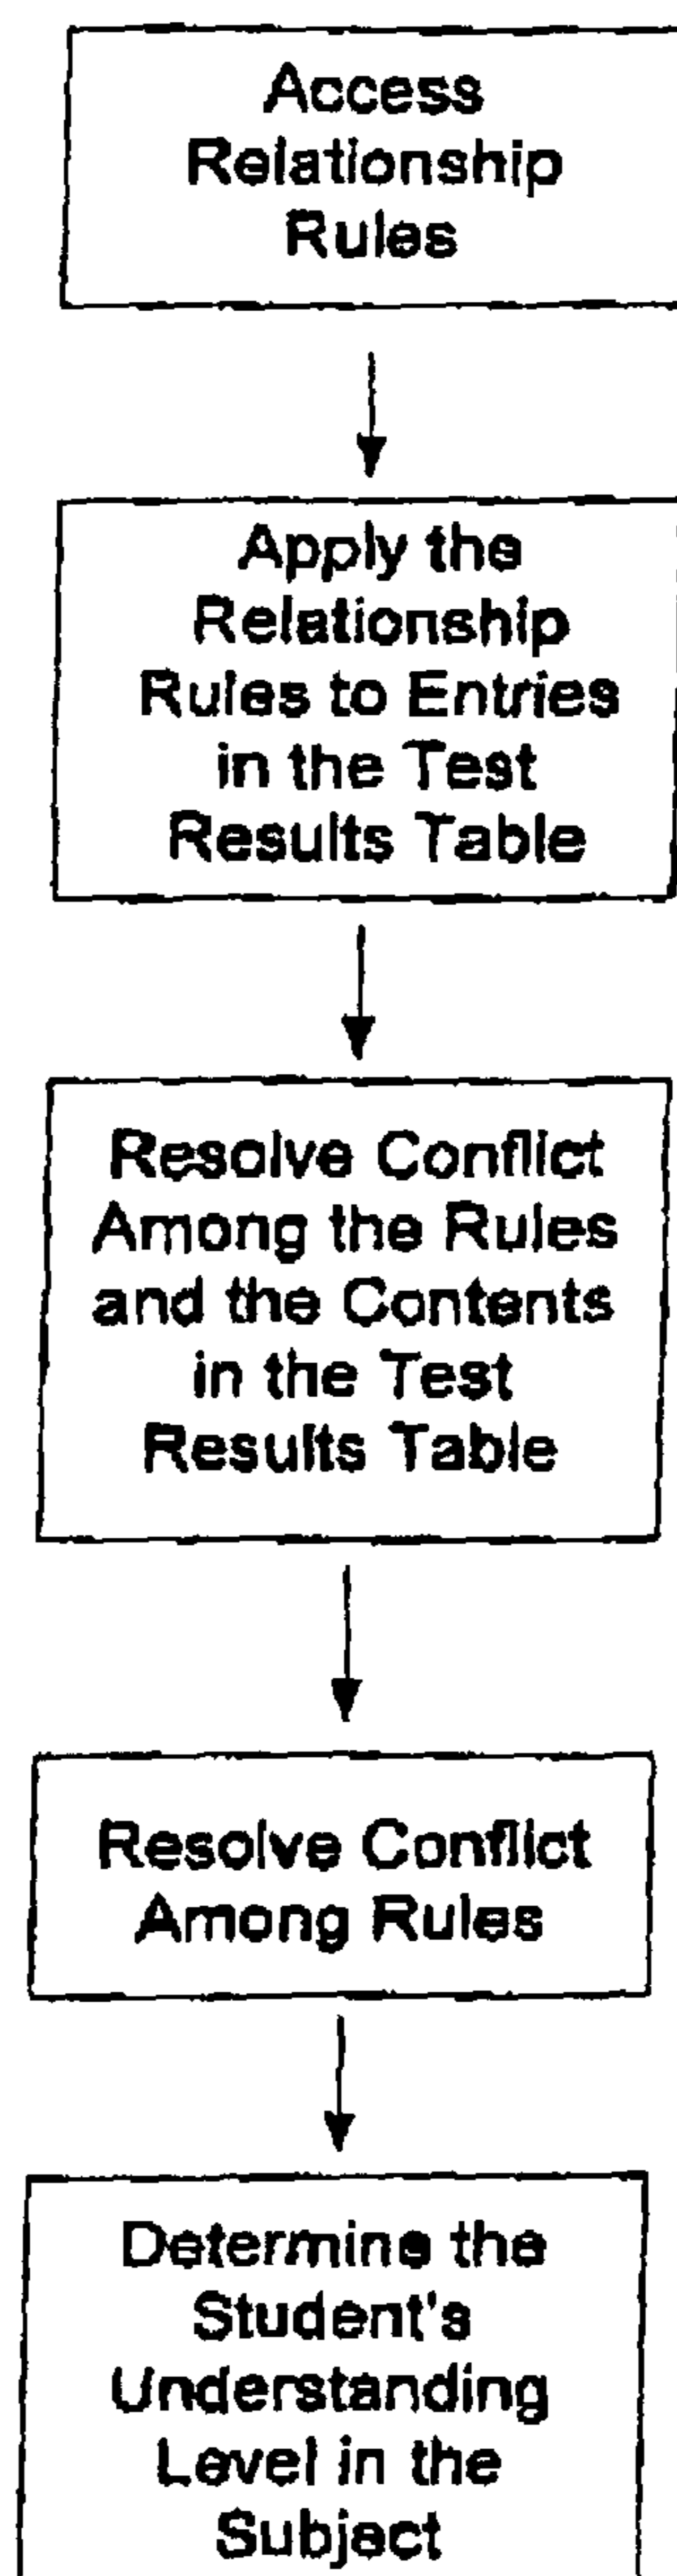 Access
Relationship
Rules
Apply the
Relationship
Rules to Entries
in the Test
Results Table
Resolve Conflict
Among the Rules
and the Contents
in the Test
Results Table
Resolve Conflict
Among Rules
Determine the
Student's
Understanding
Level in the
Subject